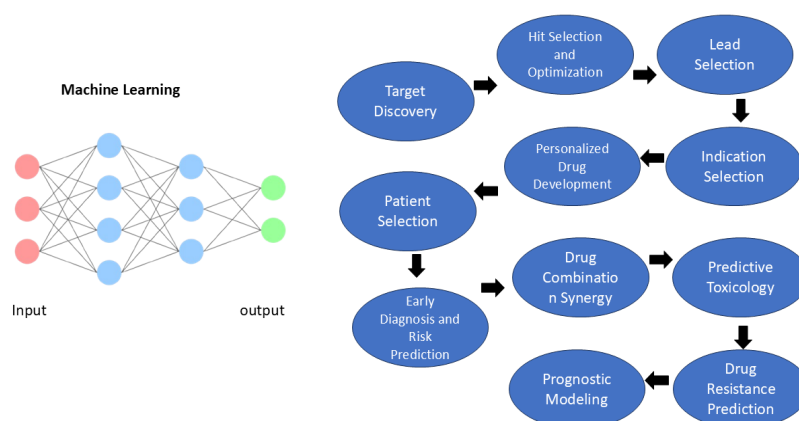 Machine Learning
Input
output
Target
Discovery
Hit Selection
and
Optimization
Lead
Selection
Indication
Selection
Personalized
Drug
Development
Patient
Selection
Early
Diagnosis and
Risk
Prediction
Drug
Combinatio
n Synergy
Predictive
Toxicology
Drug
Resistance
Prediction
Prognostic
Modeling